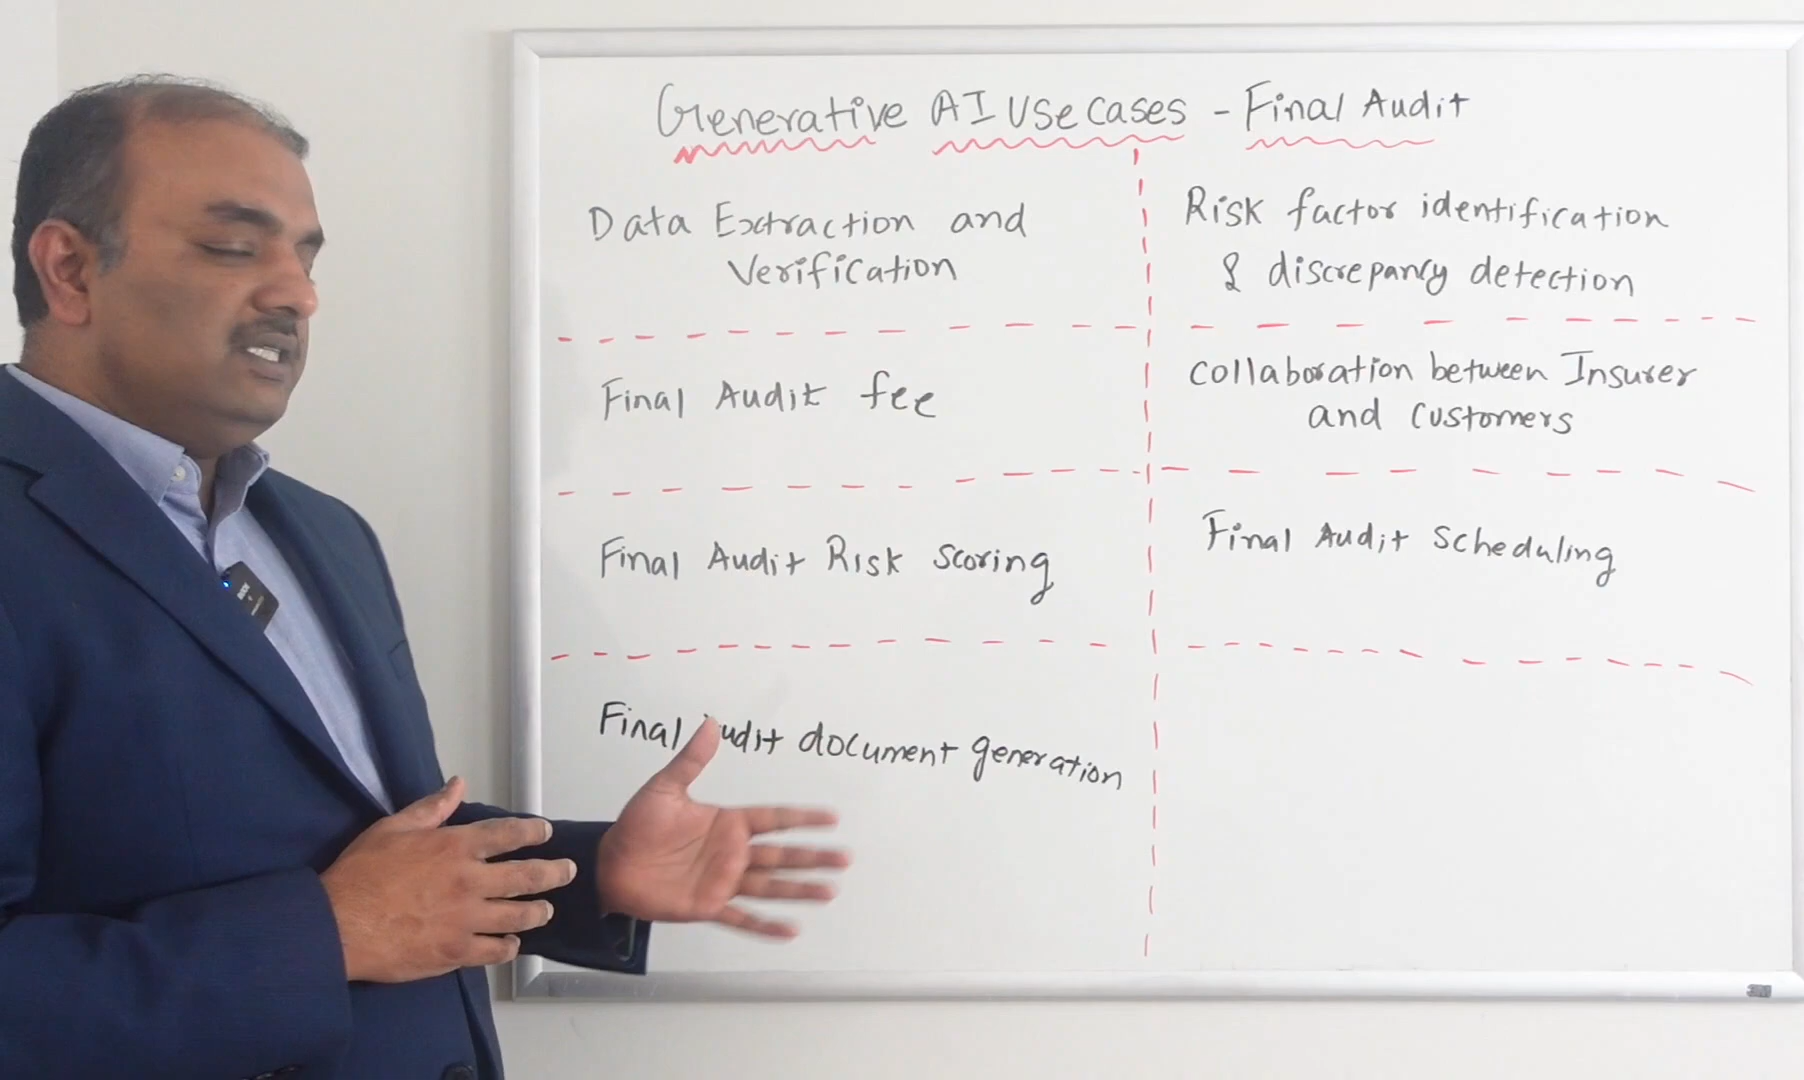 Generative AI Use cases - Final Audit
Data Extraction and
Verification
Risk factor identification
& discrepancy detection
Final Audit fee
Collaboration between Insurer
and customers
Final Audit Risk scoring
Final Audit Scheduling
Final Audit document generation